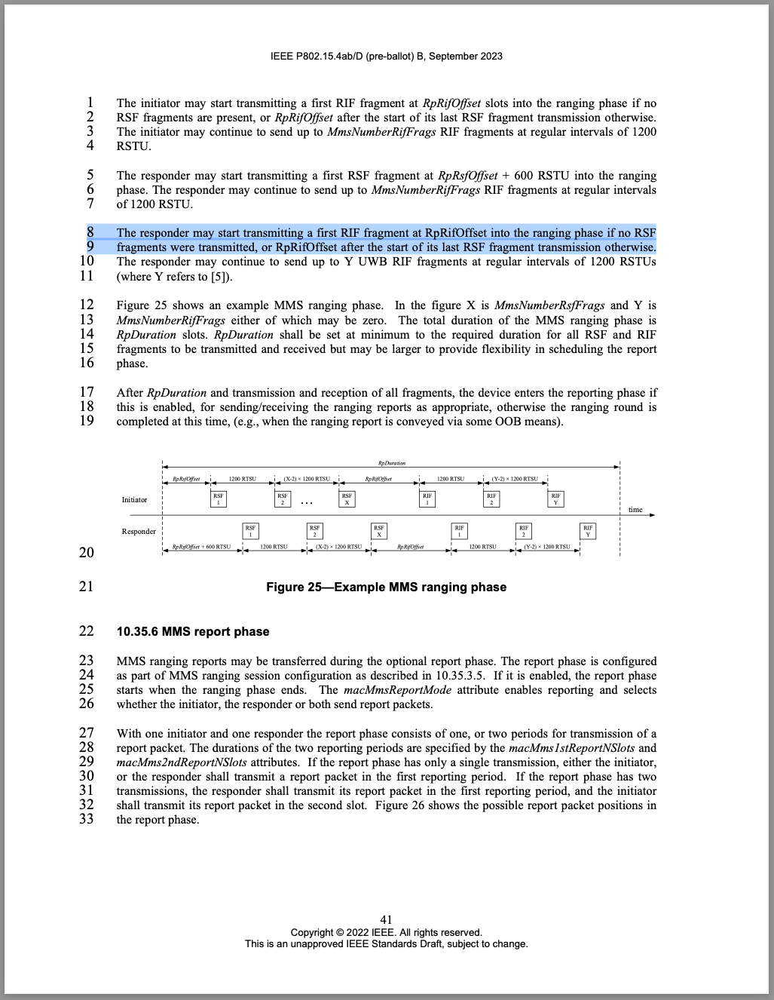 IEEE P802.15.4ab/D (pre-ballot) B, September 2023
1 The initiator may start transmitting a first RIF fragment at RpRifOffset slots into the ranging phase if no
2 RSF fragments are present, or RpRifOffset after the start of its last RSF fragment transmission otherwise.
3 The initiator may continue to send up to MmsNumberRifFrags RIF fragments at regular intervals of 1200
4 RSTU.
5 The responder may start transmitting a first RSF fragment at RpRsfOffset + 600 RSTU into the ranging
6 phase. The responder may continue to send up to MmsNumberRifFrags RIF fragments at regular intervals
7 of 1200 RSTU.
8 The responder may start transmitting a first RIF fragment at RpRifOffset into the ranging phase if no RSF
9 fragments were transmitted, or RpRifOffset after the start of its last RSF fragment transmission otherwise.
10 The responder may continue to send up to Y UWB RIF fragments at regular intervals of 1200 RSTUs
11 (where Y refers to [5]).
12 Figure 25 shows an example MMS ranging phase. In the figure X is MmsNumberRsfFrags and Y is
13 MmsNumberRifFrags either of which may be zero. The total duration of the MMS ranging phase is
14 RpDuration slots. RpDuration shall be set at minimum to the required duration for all RSF and RIF
15 fragments to be transmitted and received but may be larger to provide flexibility in scheduling the report
16 phase.
17 After RpDuration and transmission and reception of all fragments, the device enters the reporting phase if
18 this is enabled, for sending/receiving the ranging reports as appropriate, otherwise the ranging round is
19 completed at this time, (e.g., when the ranging report is conveyed via some OOB means).
RpDuration
RpRsfOffset 1200 RTSU (X-2) × 1200 RTSU RpRifOffset 1200 RTSU (Y-2) × 1200 RTSU
Initiator RSF 1 RSF 2 ... RSF X RIF 1 RIF 2 RIF Y
time
Responder RSF 1 RSF 2 RSF X RIF 1 RIF 2 RIF Y
RpRsfOffset + 600 RTSU 1200 RTSU (X-2) × 1200 RTSU RpRifOffset 1200 RTSU (Y-2) × 1200 RTSU
20
21 Figure 25—Example MMS ranging phase
22 10.35.6 MMS report phase
23 MMS ranging reports may be transferred during the optional report phase. The report phase is configured
24 as part of MMS ranging session configuration as described in 10.35.3.5. If it is enabled, the report phase
25 starts when the ranging phase ends. The macMmsReportMode attribute enables reporting and selects
26 whether the initiator, the responder or both send report packets.
27 With one initiator and one responder the report phase consists of one, or two periods for transmission of a
28 report packet. The durations of the two reporting periods are specified by the macMms1stReportNSlots and
29 macMms2ndReportNSlots attributes. If the report phase has only a single transmission, either the initiator,
30 or the responder shall transmit a report packet in the first reporting period. If the report phase has two
31 transmissions, the responder shall transmit its report packet in the first reporting period, and the initiator
32 shall transmit its report packet in the second slot. Figure 26 shows the possible report packet positions in
33 the report phase.
41
Copyright © 2022 IEEE. All rights reserved.
This is an unapproved IEEE Standards Draft, subject to change.